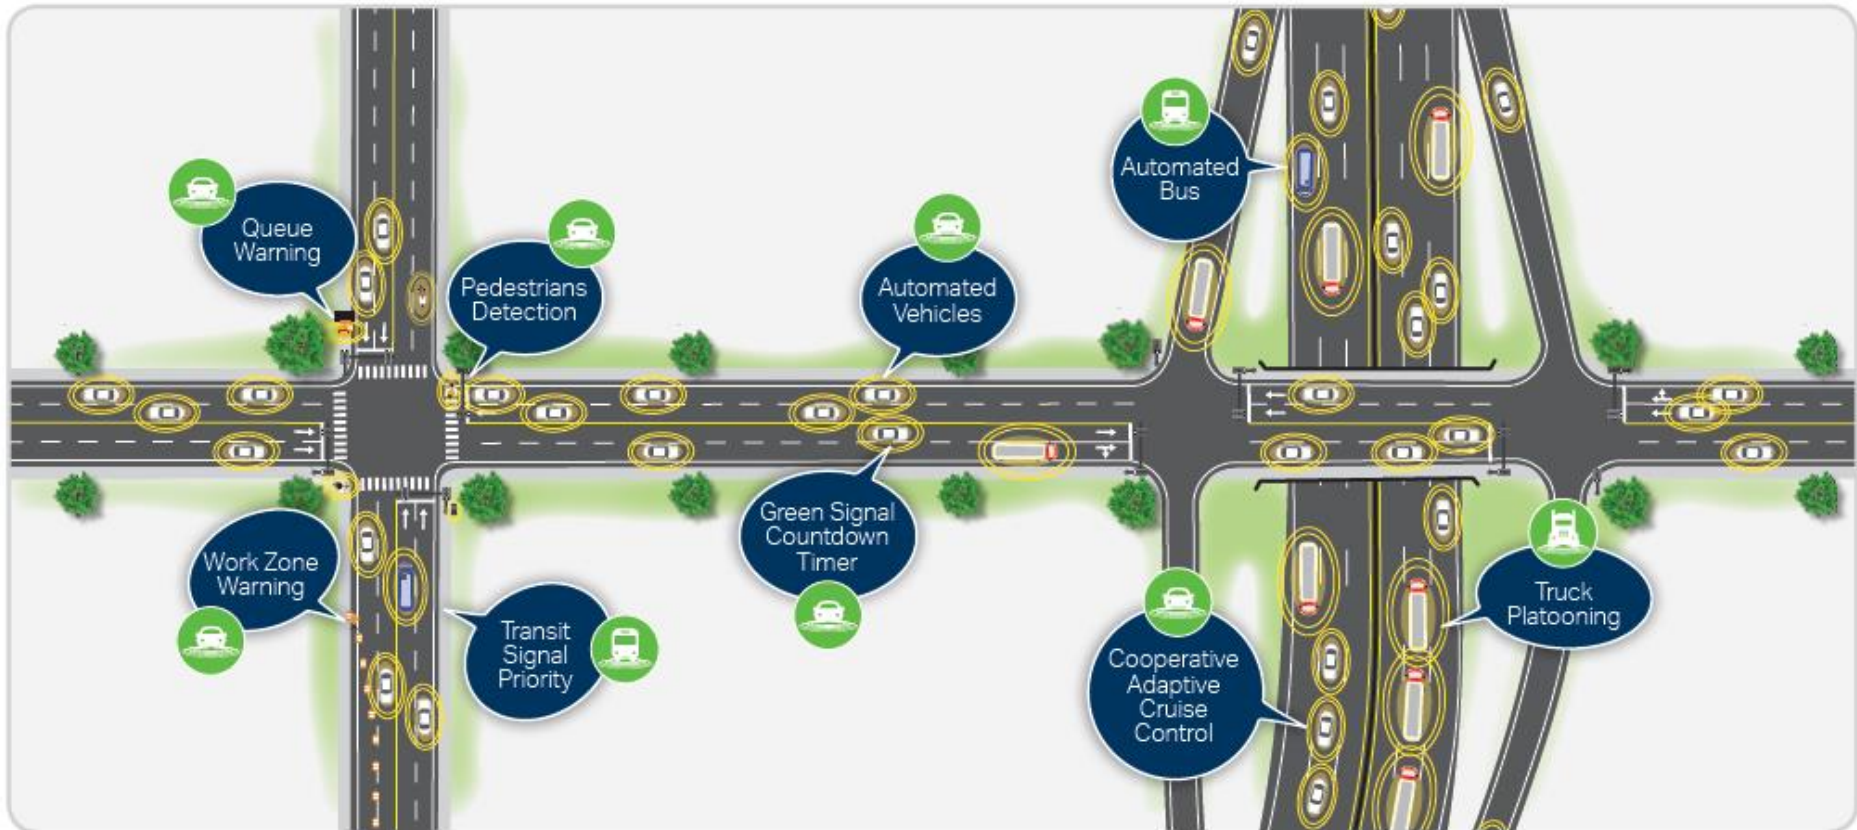 Queue
Warning
Pedestrians
Detection
Automated
Vehicles
Automated
Bus
Work Zone
Warning
Transit
Signal
Priority
Green Signal
Countdown
Timer
Cooperative
Adaptive
Cruise
Control
Truck
Platooning